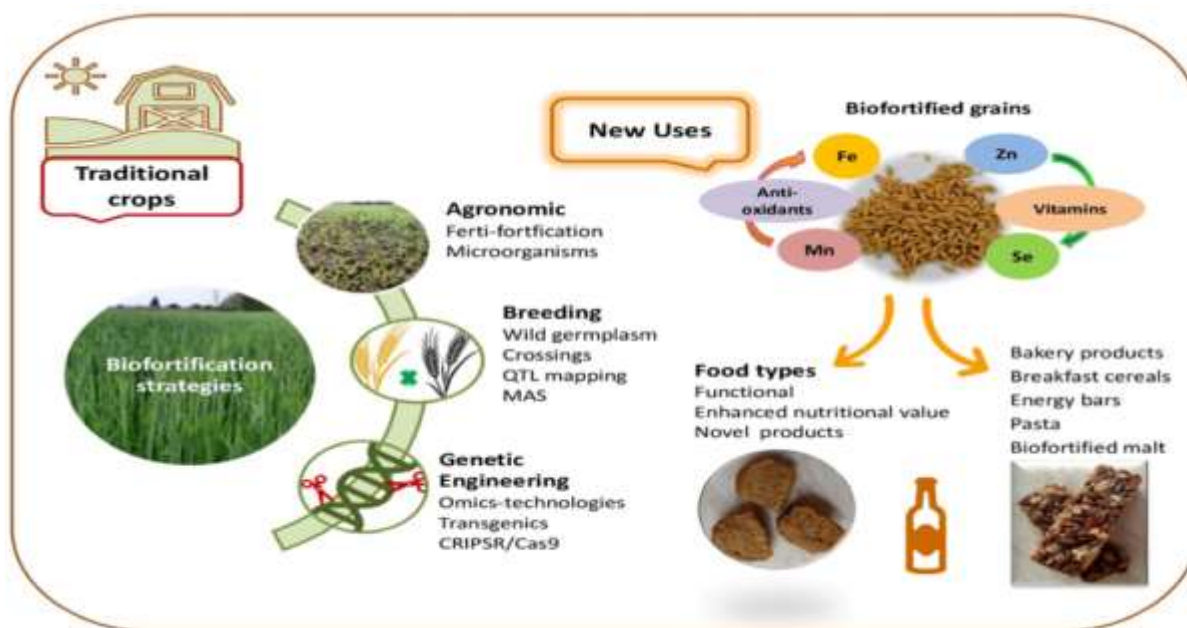 Traditional
crops
Biofortification
strategies
Agronomic
Ferti-fortfication
Microorganisms
Breeding
Wild germplasm
Crossings
QTL mapping
MAS
Genetic
Engineering
Omics-technologies
Transgenics
CRIPSR/Cas9
New Uses
Biofortified grains
Fe
Zn
Anti-
oxidants
Vitamins
Mn
Se
Food types
Functional
Enhanced nutritional value
Novel products
Bakery products
Breakfast cereals
Energy bars
Pasta
Biofortified malt